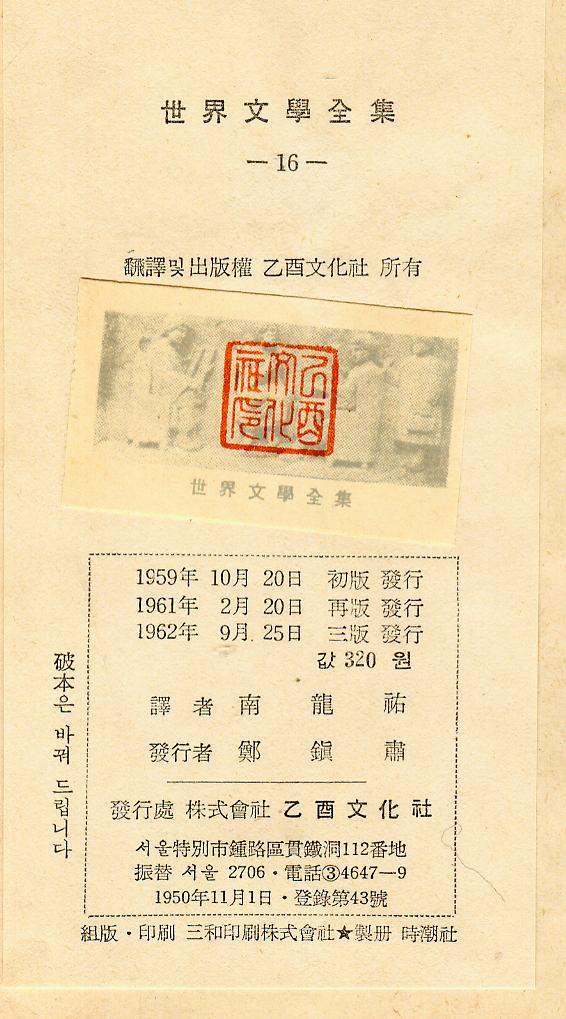 世界文學全集
—16—
飜譯및出版權 乙酉文化社 所有
乙酉
文化
社印
世界文學全集
1959年 10月 20日 初版 發行
1961年 2月 20日 再版 發行
1962年 9月 25日 三版 發行
값 320 원
譯者 南龍祐
發行者 鄭鎭肅
發行處 株式會社 乙酉文化社
서울特別市鍾路區貫鐵洞112番地
振替 서울 2706·電話③4647—9
1950年11月1日·登錄第43號
破本은 바꿔 드립니다
組版·印刷 三和印刷株式會社★製册 時潮社